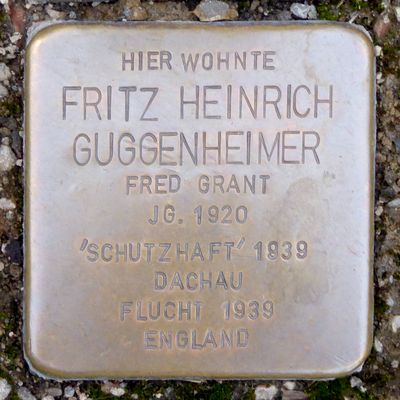 HIER WOHNTE
FRITZ HEINRICH
GUGGENHEIMER
FRED GRANT
JG. 1920
'SCHUTZHAFT' 1939
DACHAU
FLUCHT 1939
ENGLAND